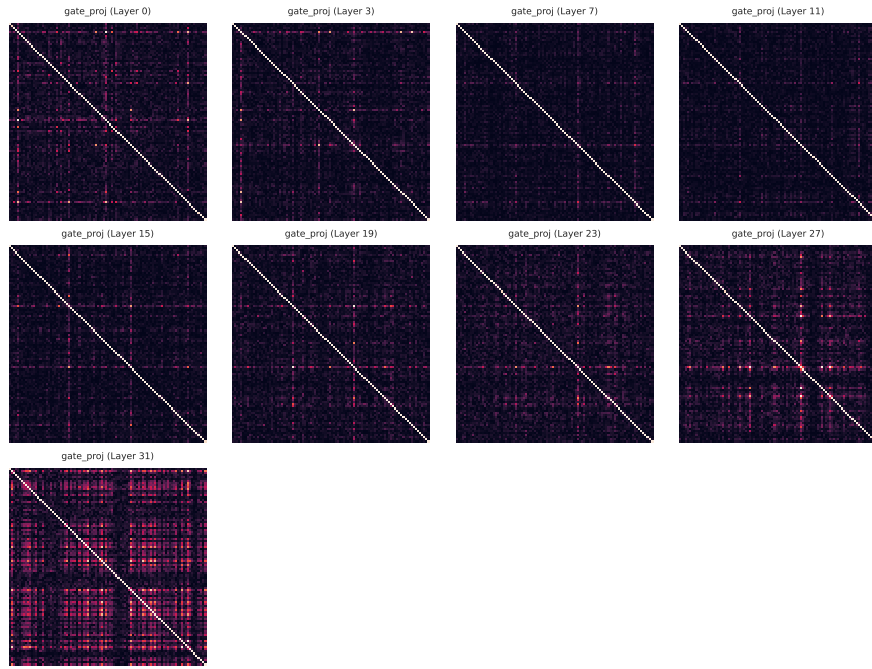 gate_proj (Layer 0)
gate_proj (Layer 3)
gate_proj (Layer 7)
gate_proj (Layer 11)
gate_proj (Layer 15)
gate_proj (Layer 19)
gate_proj (Layer 23)
gate_proj (Layer 27)
gate_proj (Layer 31)